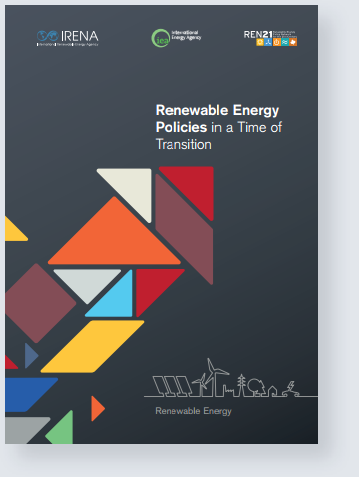 IRENA
International Renewable Energy Agency
iea
International
Energy Agency
REN21
Renewable Energy
Policies in a Time of
Transition
Renewable Energy